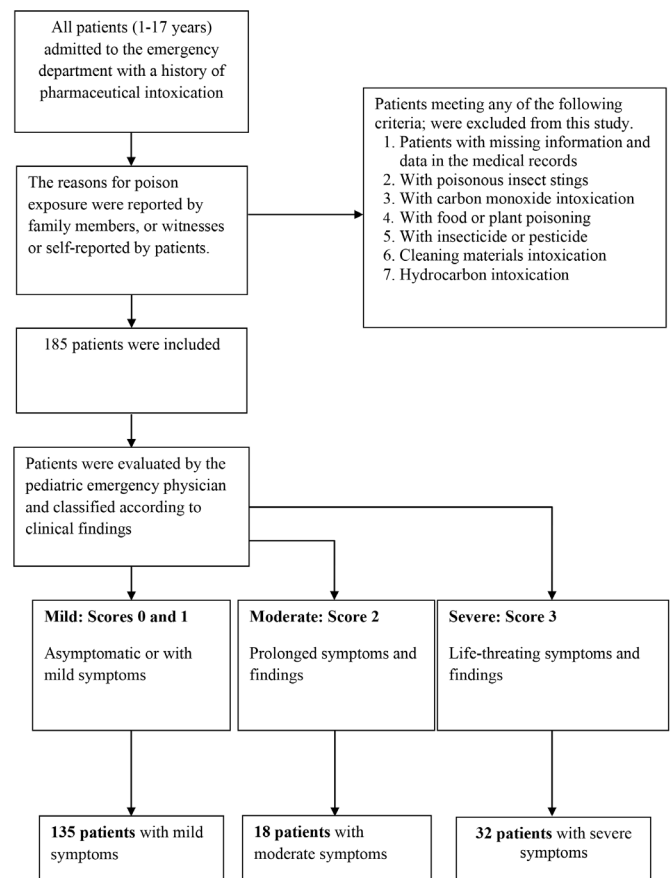 All patients (1-17 years)
admitted to the emergency
department with a history of
pharmaceutical intoxication
The reasons for poison
exposure were reported by
family members, or witnesses
or self-reported by patients.
Patients meeting any of the following
criteria; were excluded from this study.
1. Patients with missing information and
data in the medical records
2. With poisonous insect stings
3. With carbon monoxide intoxication
4. With food or plant poisoning
5. With insecticide or pesticide
6. Cleaning materials intoxication
7. Hydrocarbon intoxication
185 patients were included
Patients were evaluated by the
pediatric emergency physician
and classified according to
clinical findings
Mild: Scores 0 and 1
Asymptomatic or with
mild symptoms
Moderate: Score 2
Prolonged symptoms and
findings
Severe: Score 3
Life-threating symptoms and
findings
135 patients with mild
symptoms
18 patients with
moderate symptoms
32 patients with severe
symptoms